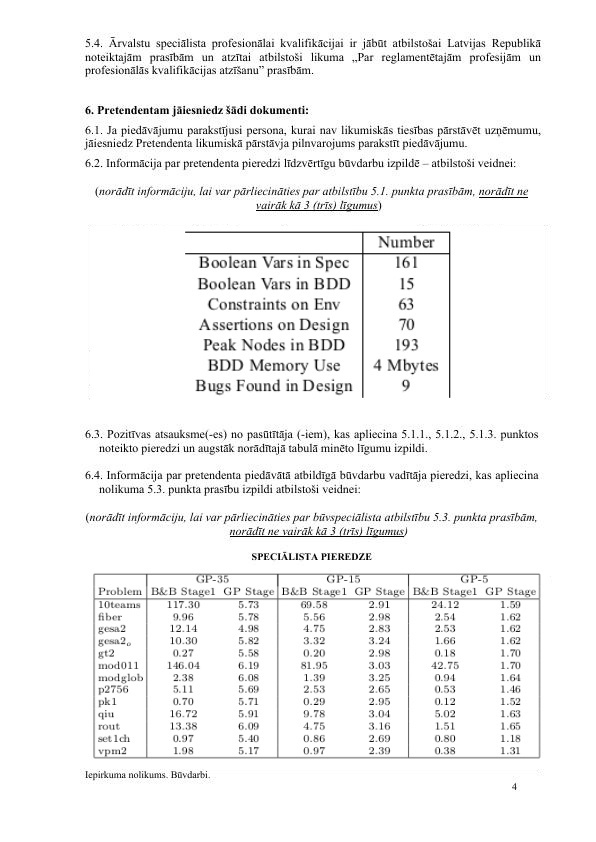 5.4. Ārvalstu speciālista profesionālai kvalifikācijai ir jābūt atbilstošai Latvijas Republikā
noteiktajām prasībām un atzītai atbilstoši likuma „Par reglamentētajām profesijām un
profesionālās kvalifikācijas atzīšanu” prasībām.
6. Pretendentam jāiesniedz šādi dokumenti:
6.1. Ja piedāvājumu parakstījusi persona, kurai nav likumiskās tiesības pārstāvēt uzņēmumu,
jāiesniedz Pretendenta likumiskā pārstāvja pilnvarojums parakstīt piedāvājumu.
6.2. Informācija par pretendenta pieredzi līdzvērtīgu būvdarbu izpildē – atbilstoši veidnei:
(norādīt informāciju, lai var pārliecināties par atbilstību 5.1. punkta prasībām, norādīt ne
vairāk kā 3 (trīs) līgumus)
Number
Boolean Vars in Spec 161
Boolean Vars in BDD 15
Constraints on Env 63
Assertions on Design 70
Peak Nodes in BDD 193
BDD Memory Use 4 Mbytes
Bugs Found in Design 9
6.3. Pozitīvas atsauksme(-es) no pasūtītāja (-iem), kas apliecina 5.1.1., 5.1.2., 5.1.3. punktos
noteikto pieredzi un augstāk norādītajā tabulā minēto līgumu izpildi.
6.4. Informācija par pretendenta piedāvātā atbildīgā būvdarbu vadītāja pieredzi, kas apliecina
nolikuma 5.3. punkta prasību izpildi atbilstoši veidnei:
(norādīt informāciju, lai var pārliecināties par būvspeciālista atbilstību 5.3. punkta prasībām,
norādīt ne vairāk kā 3 (trīs) līgumus)
SPECIĀLISTA PIEREDZE
GP-35 GP-15 GP-5
Problem B&B Stage1 GP Stage B&B Stage1 GP Stage B&B Stage1 GP Stage
10teams 117.30 5.73 69.58 2.91 24.12 1.59
fiber 9.96 5.78 5.56 2.98 2.54 1.62
gesa2 12.14 4.98 4.75 2.83 2.53 1.62
gesa2_o 10.30 5.82 3.32 3.24 1.66 1.62
gt2 0.27 5.58 0.20 2.98 0.18 1.70
mod011 146.04 6.19 81.95 3.03 42.75 1.70
modglob 2.38 6.08 1.39 3.25 0.94 1.64
p2756 5.11 5.69 2.53 2.65 0.53 1.46
pk1 0.70 5.71 0.29 2.95 0.12 1.52
qiu 16.72 5.91 9.78 3.04 5.02 1.63
rout 13.38 6.09 4.75 3.16 1.51 1.65
set1ch 0.97 5.40 0.86 2.69 0.80 1.18
vpm2 1.98 5.17 0.97 2.39 0.38 1.31
Iepirkuma nolikums. Būvdarbi.
4